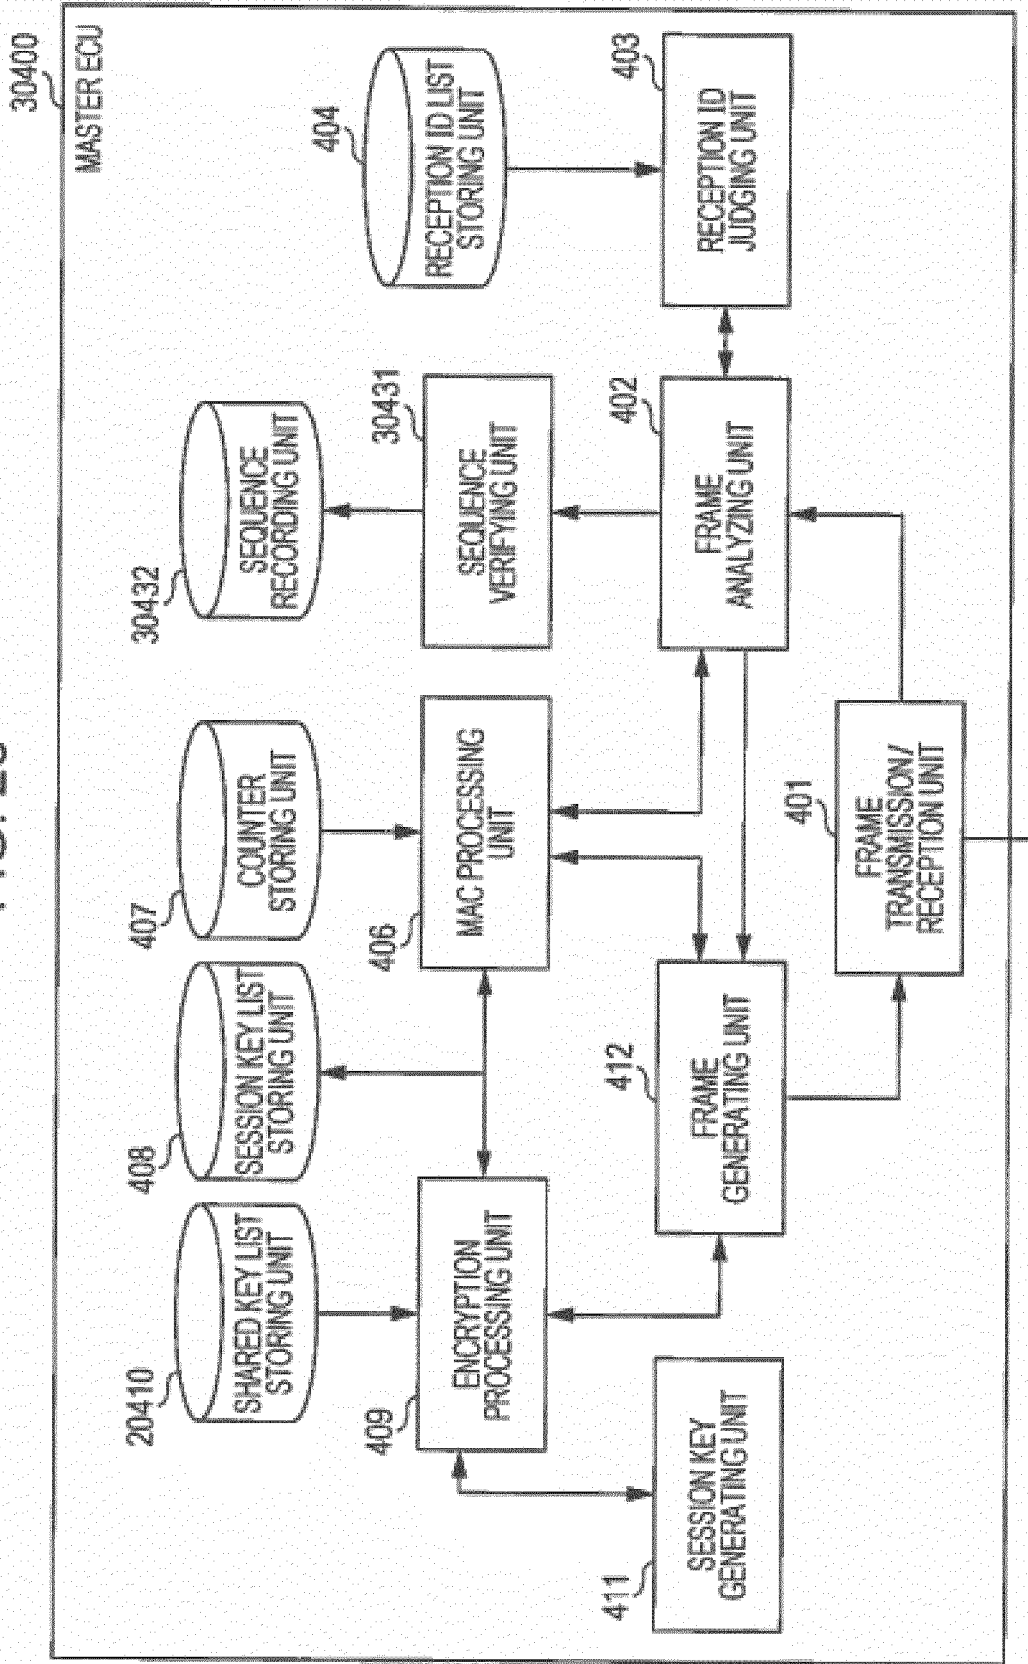 30400
MASTER ECU
20410
SHARED KEY LIST
STORING UNIT
408
SESSION KEY LIST
STORING UNIT
407
COUNTER
STORING UNIT
30432
SEQUENCE
RECORDING UNIT
404
RECEPTION ID LIST
STORING UNIT
409
ENCRYPTION
PROCESSING UNIT
406
MAC PROCESSING
UNIT
30431
SEQUENCE
VERIFYING UNIT
411
SESSION KEY
GENERATING UNIT
412
FRAME
GENERATING UNIT
402
FRAME
ANALYZING UNIT
403
RECEPTION ID
JUDGING UNIT
401
FRAME
TRANSMISSION/
RECEPTION UNIT